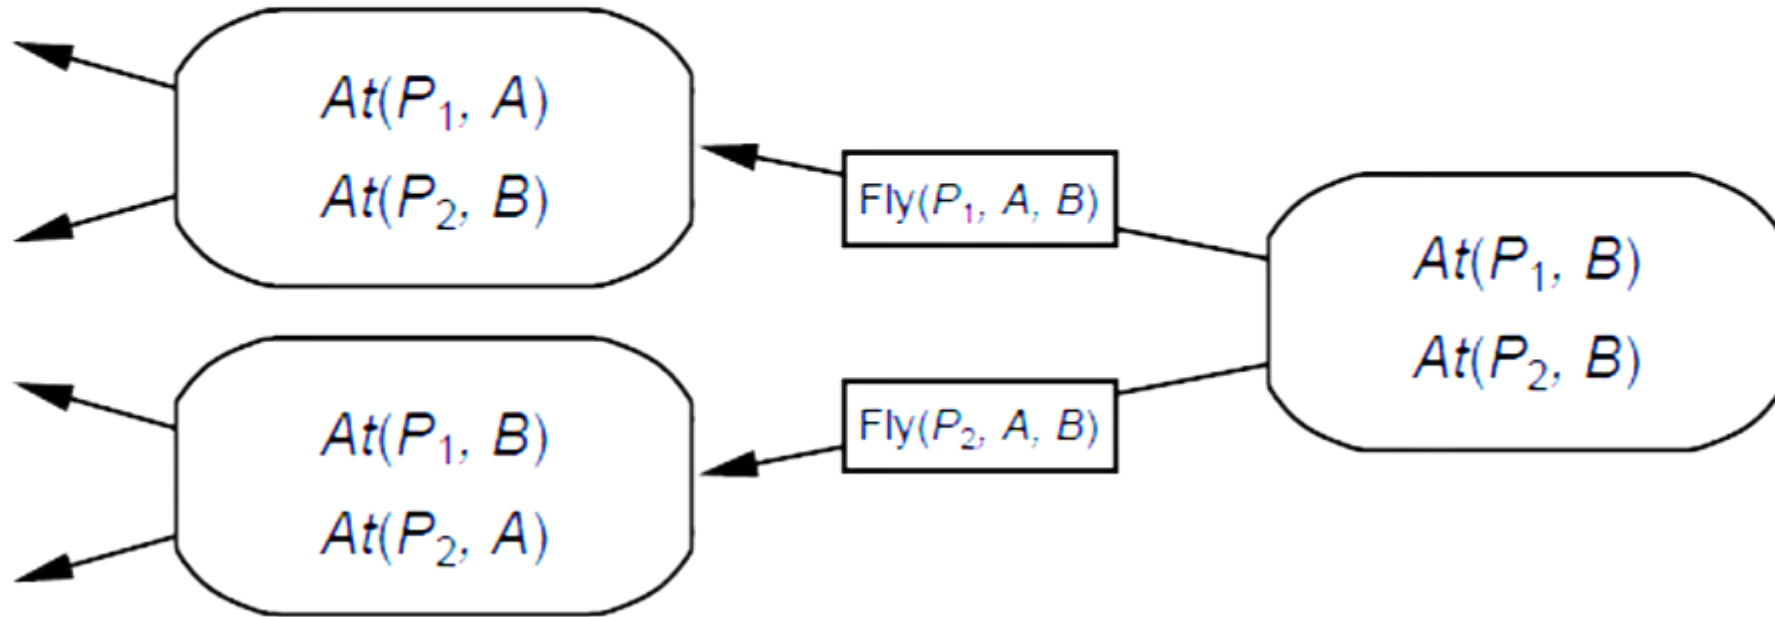 At(P₁, A)
At(P₂, B)
Fly(P₁, A, B)
At(P₁, B)
At(P₂, B)
Fly(P₂, A, B)
At(P₁, B)
At(P₂, A)